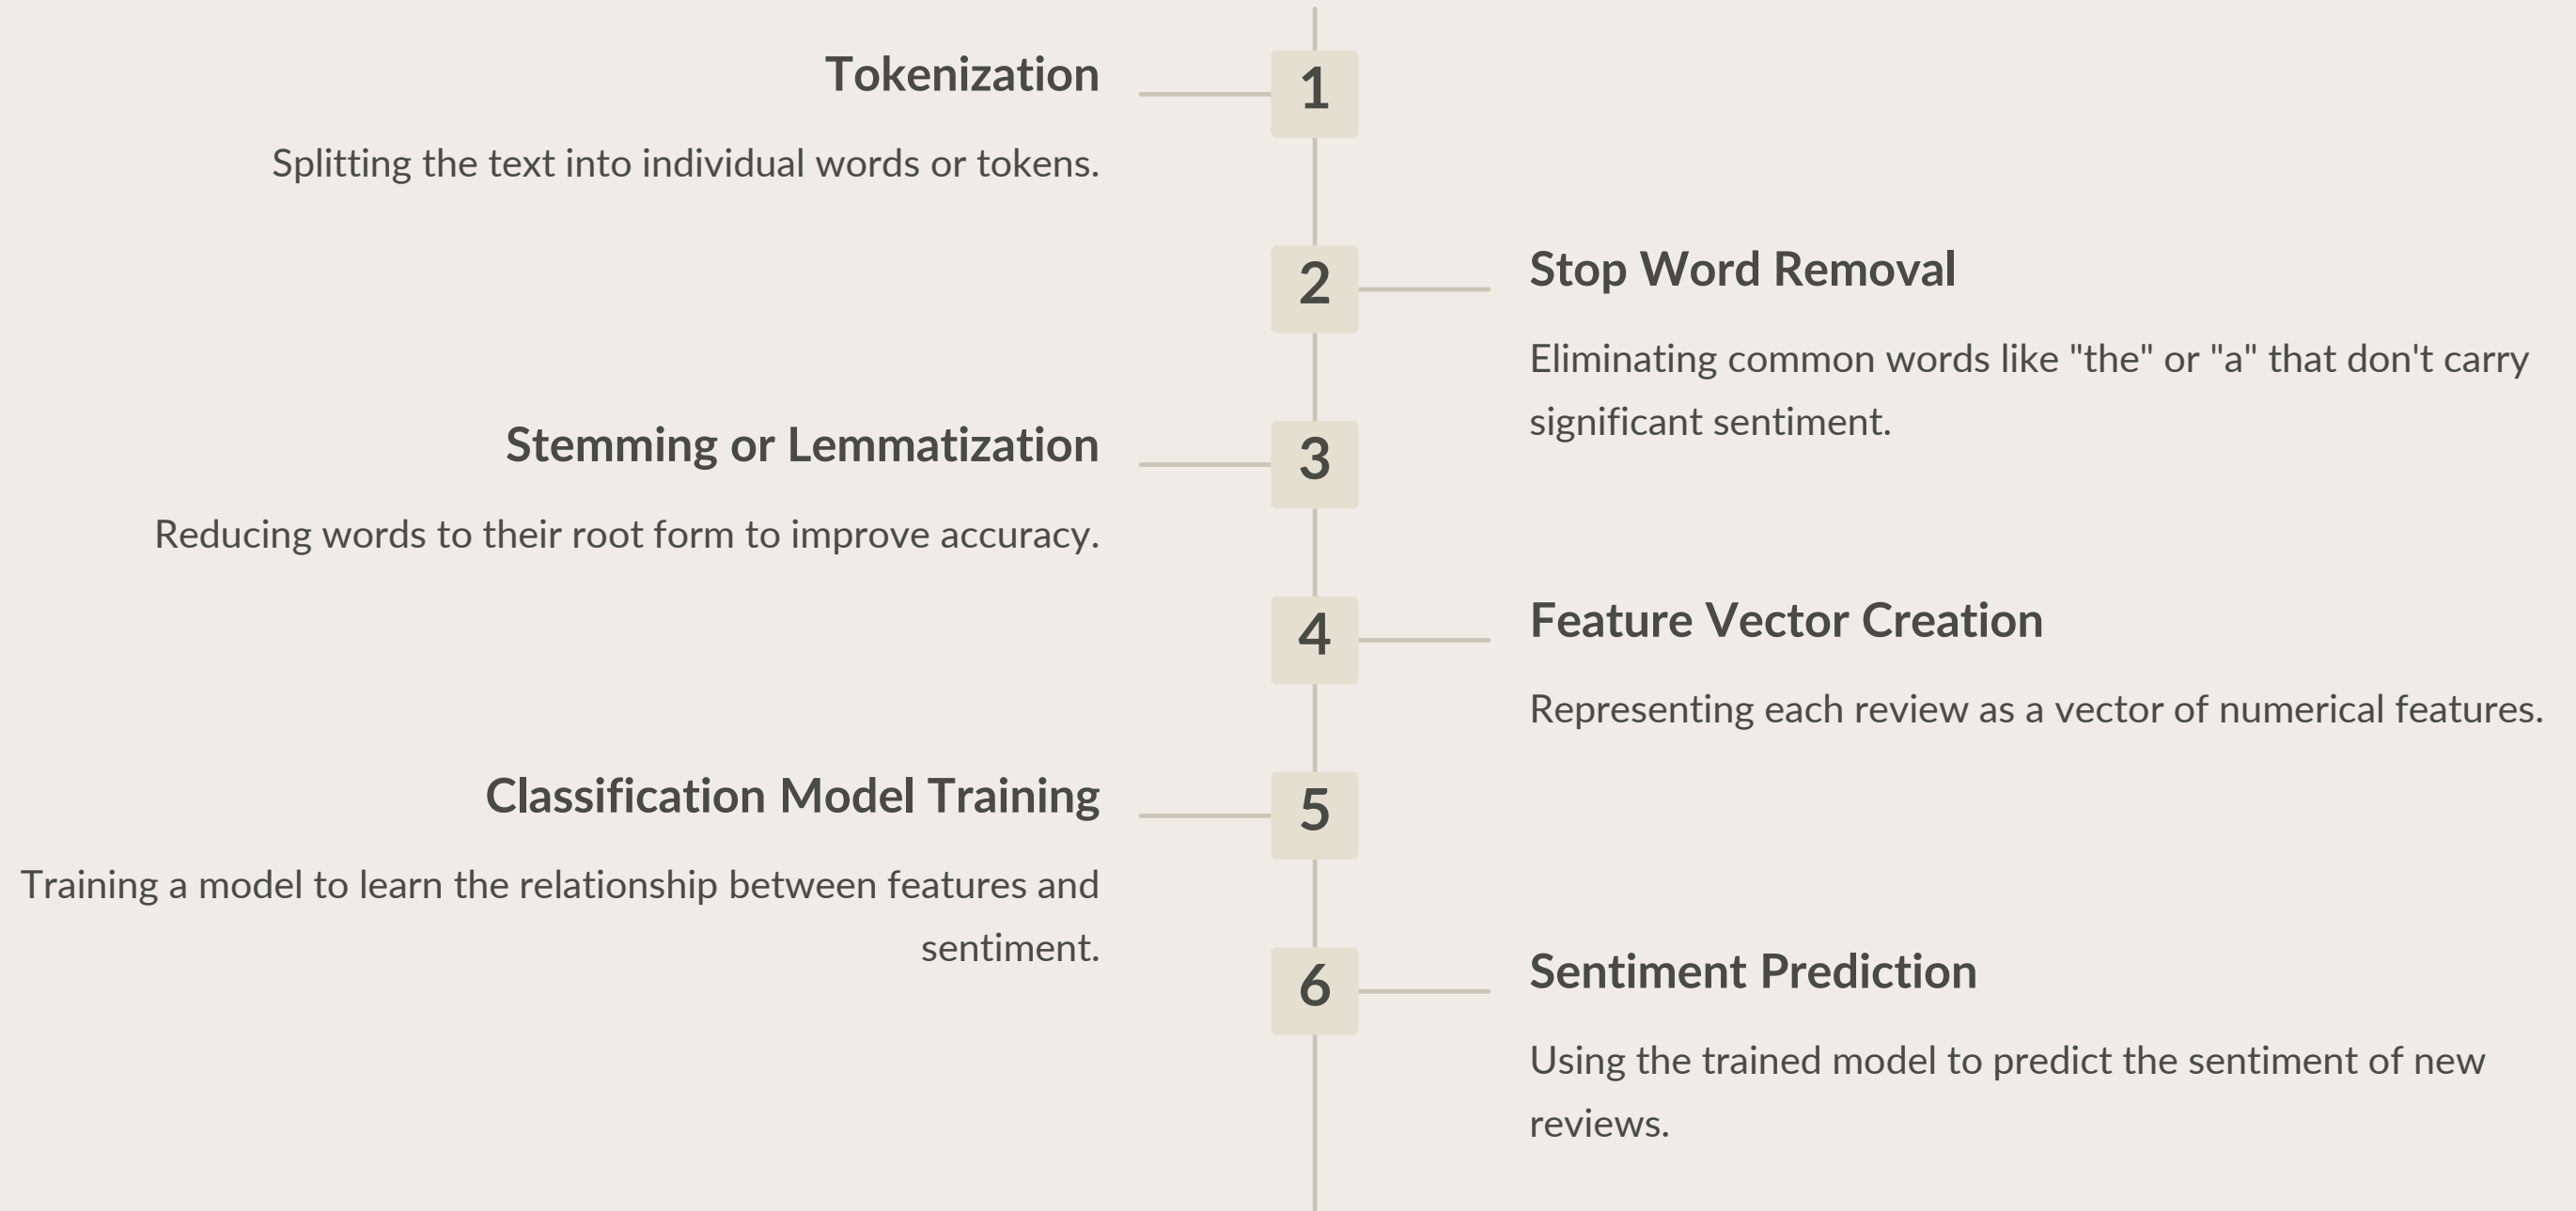 1
Tokenization
Splitting the text into individual words or tokens.
2
Stop Word Removal
Eliminating common words like "the" or "a" that don't carry
significant sentiment.
3
Stemming or Lemmatization
Reducing words to their root form to improve accuracy.
4
Feature Vector Creation
Representing each review as a vector of numerical features.
5
Classification Model Training
Training a model to learn the relationship between features and
sentiment.
6
Sentiment Prediction
Using the trained model to predict the sentiment of new
reviews.